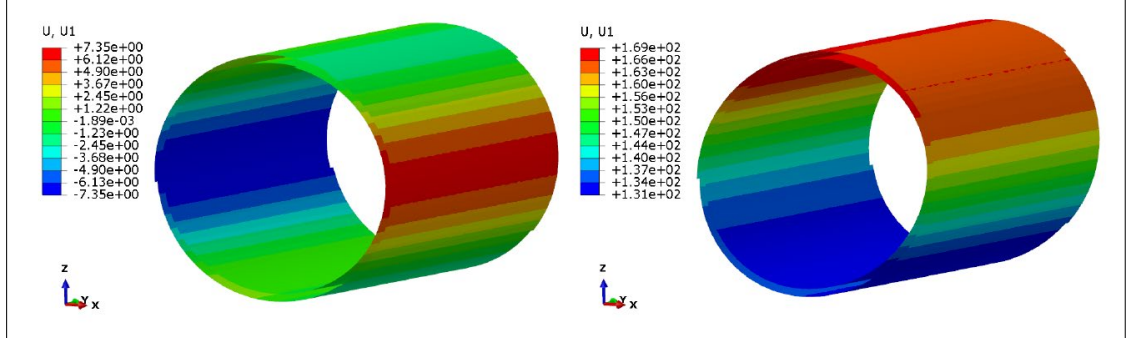 U, U1
+7.35e+00
+6.12e+00
+4.90e+00
+3.67e+00
+2.45e+00
+1.22e+00
-1.89e-03
-1.23e+00
-2.45e+00
-3.68e+00
-4.90e+00
-6.13e+00
-7.35e+00
Z
Y
X
U, U1
+1.69e+02
+1.66e+02
+1.63e+02
+1.60e+02
+1.56e+02
+1.53e+02
+1.50e+02
+1.47e+02
+1.44e+02
+1.40e+02
+1.37e+02
+1.34e+02
+1.31e+02
Z
Y
X